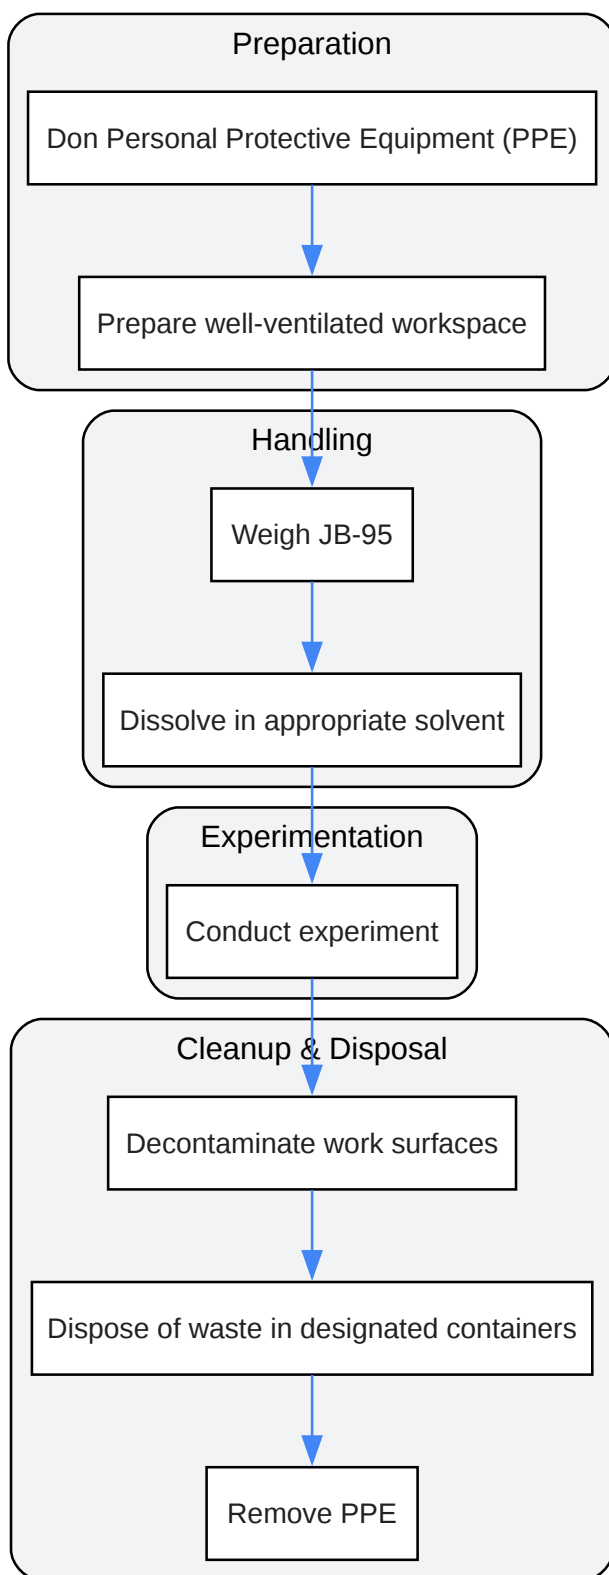 Preparation
Don Personal Protective Equipment (PPE)
Prepare well-ventilated workspace
Handling
Weigh JB-95
Dissolve in appropriate solvent
Experimentation
Conduct experiment
Cleanup & Disposal
Decontaminate work surfaces
Dispose of waste in designated containers
Remove PPE